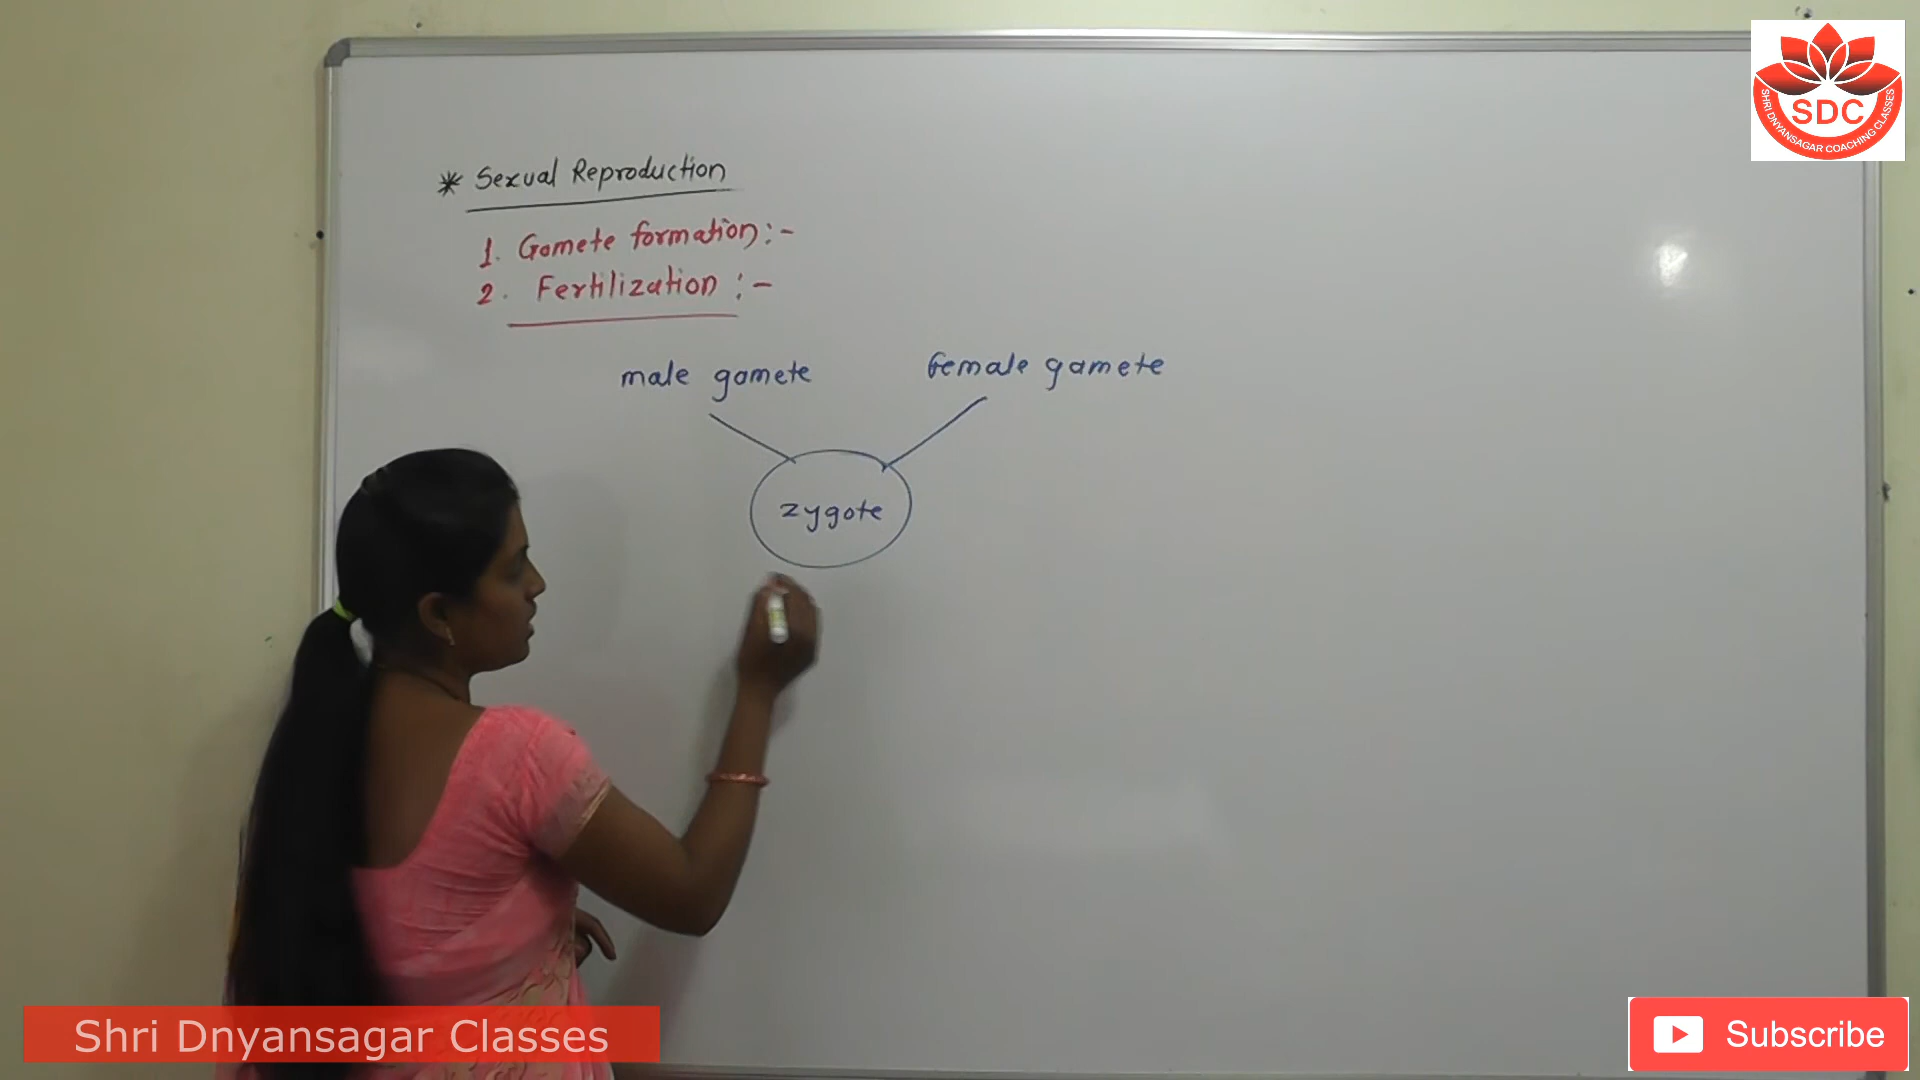 * Sexual Reproduction
1. Gamete formation:-
2. Fertilization :-
male gamete
female gamete
zygote
SDC
SHRI DNYANSAGAR COACHING CLASSES
Shri Dnyansagar Classes
Subscribe